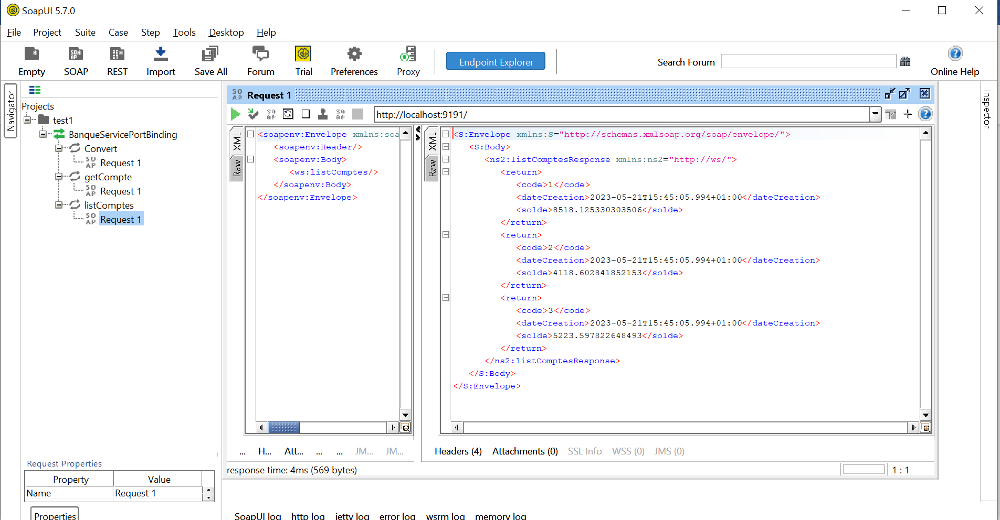 SoapUI 5.7.0
File Project Suite Case Step Tools Desktop Help
Empty SOAP REST Import Save All Forum Trial Preferences Proxy Endpoint Explorer Search Forum Online Help
Navigator
Projects
test1
BanqueServicePortBinding
Convert
SOAP Request 1
getCompte
SOAP Request 1
listComptes
SOAP Request 1
Request Properties
Property Value
Name Request 1
Properties
SOAP Request 1
http://localhost:9191/
XML
Raw
<soapenv:Envelope xmlns:soa
<soapenv:Header/>
<soapenv:Body>
<ws:listComptes/>
</soapenv:Body>
</soapenv:Envelope>
... H... Att... ... ... JM... JM...
XML
Raw
<S:Envelope xmlns:S="http://schemas.xmlsoap.org/soap/envelope/">
<S:Body>
<ns2:listComptesResponse xmlns:ns2="http://ws/">
<return>
<code>1</code>
<dateCreation>2023-05-21T15:45:05.994+01:00</dateCreation>
<solde>8518.125330303506</solde>
</return>
<return>
<code>2</code>
<dateCreation>2023-05-21T15:45:05.994+01:00</dateCreation>
<solde>4118.602841852153</solde>
</return>
<return>
<code>3</code>
<dateCreation>2023-05-21T15:45:05.994+01:00</dateCreation>
<solde>5223.597822648493</solde>
</return>
</ns2:listComptesResponse>
</S:Body>
</S:Envelope>
Headers (4) Attachments (0) SSL Info WSS (0) JMS (0)
response time: 4ms (569 bytes)
1 : 1
Inspector
SoapUI log http log jetty log error log wsrm log memory log